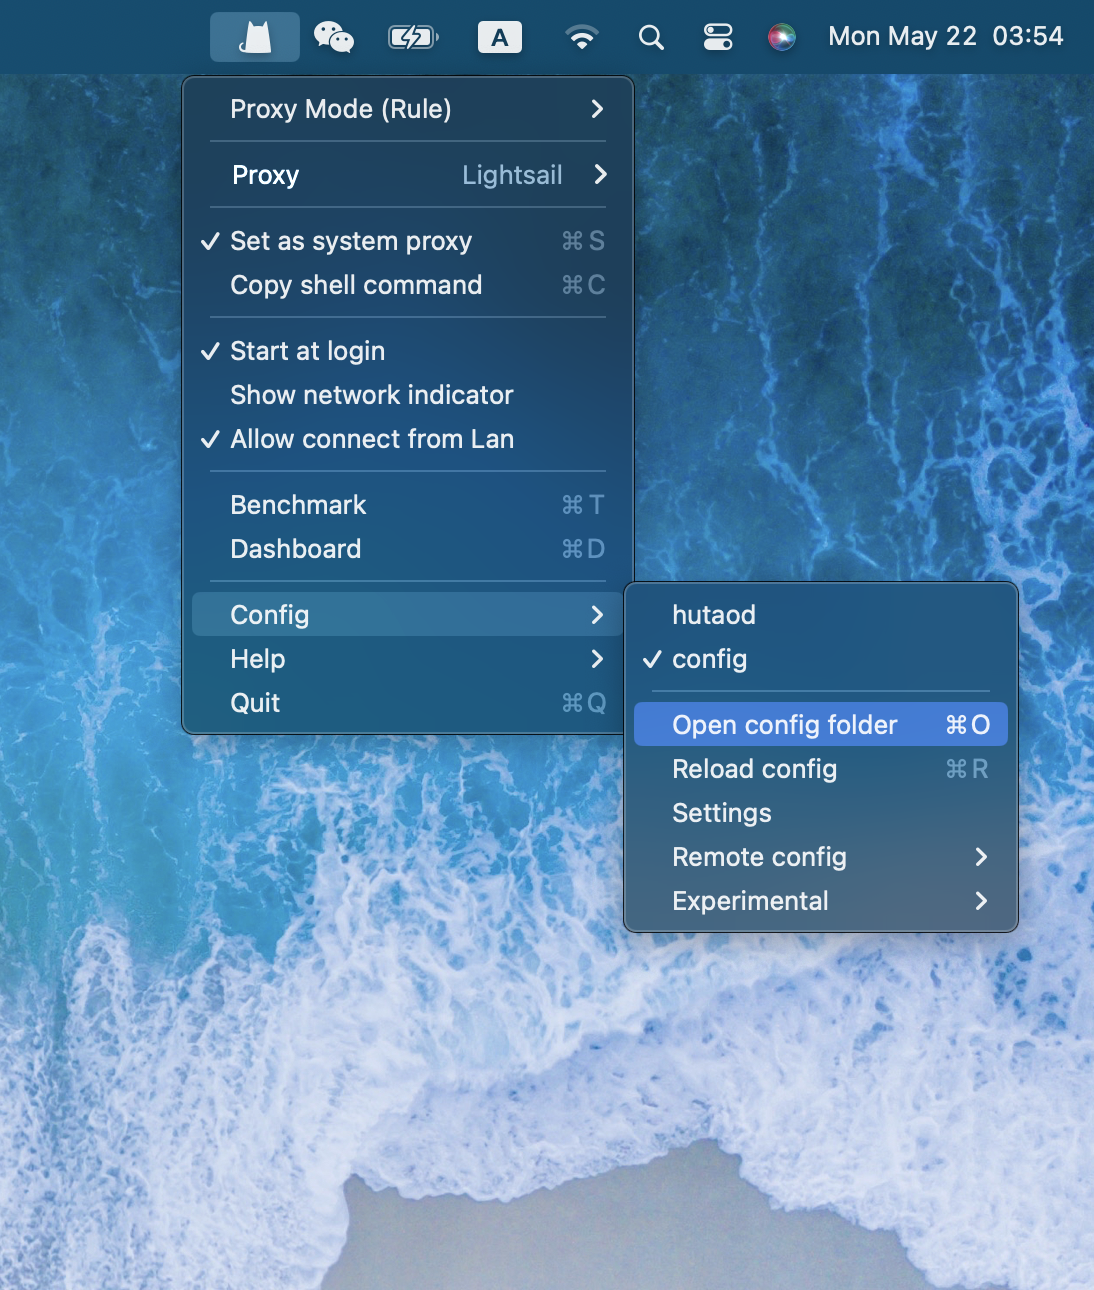 A
Mon May 22 03:54
Proxy Mode (Rule)
Proxy Lightsail
✓ Set as system proxy ⌘ S
Copy shell command ⌘ C
✓ Start at login
Show network indicator
✓ Allow connect from Lan
Benchmark ⌘ T
Dashboard ⌘ D
Config
Help
Quit ⌘ Q
hutaod
✓ config
Open config folder ⌘ O
Reload config ⌘ R
Settings
Remote config
Experimental